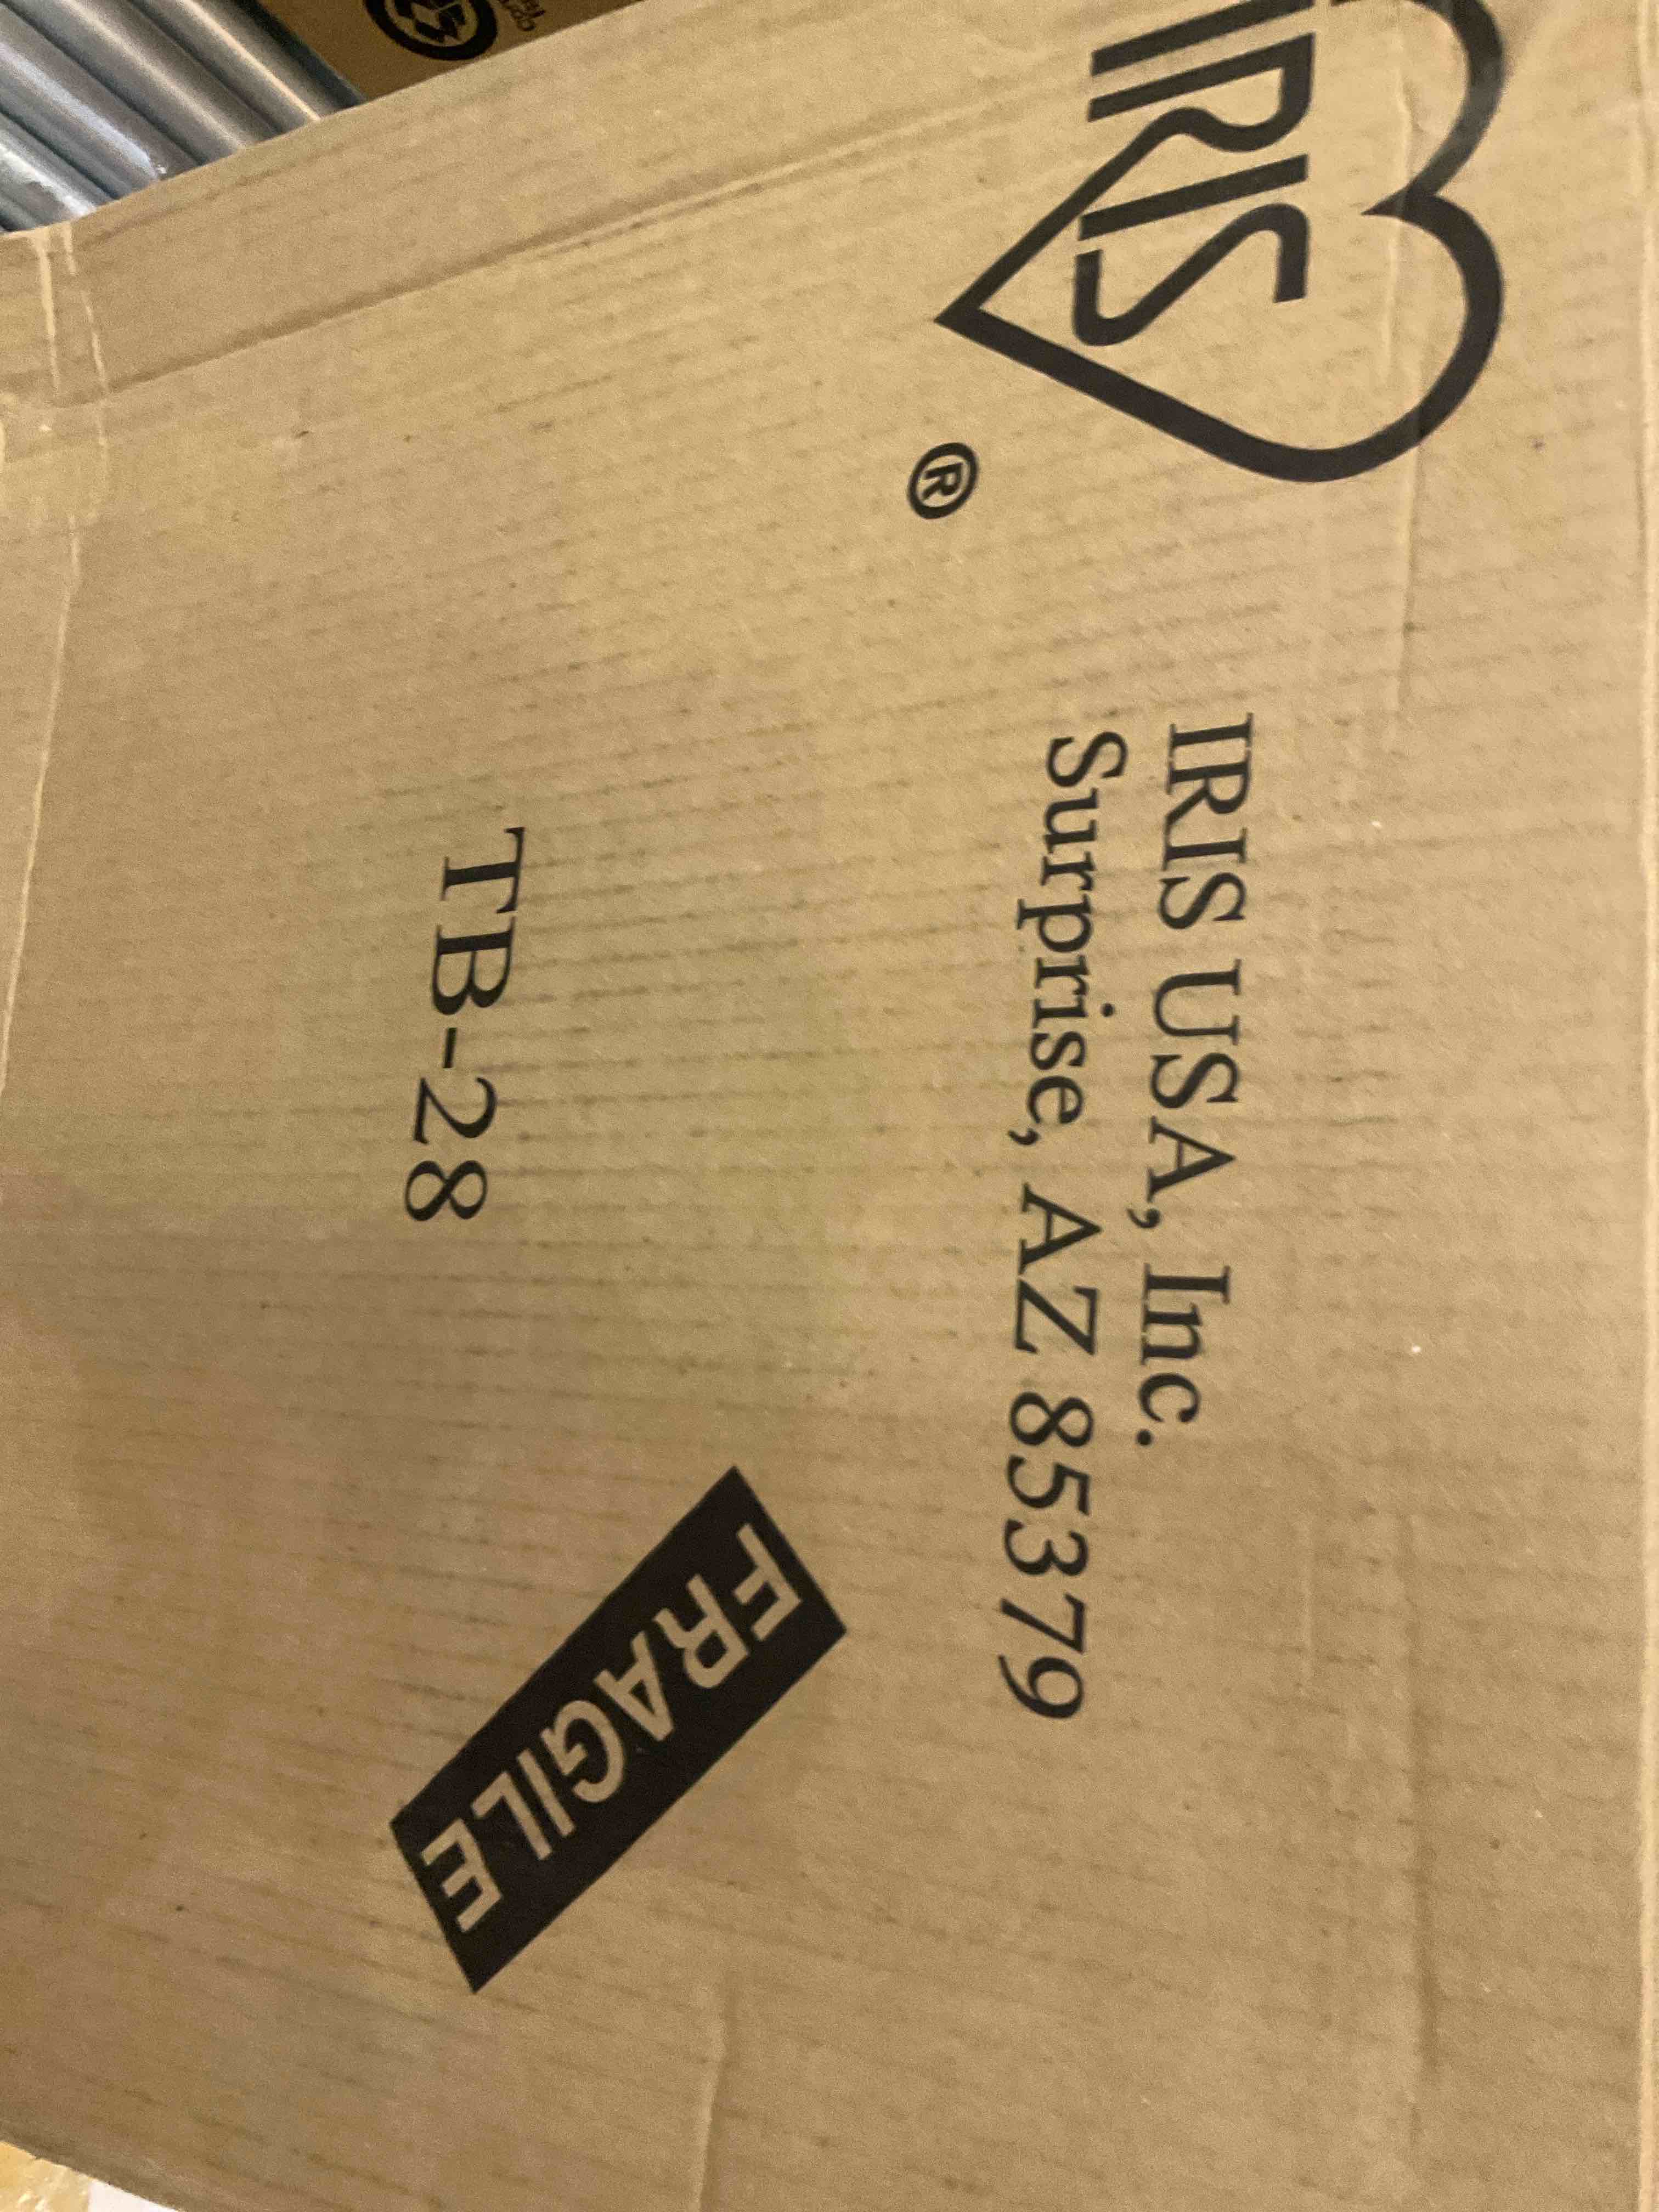 IRIS
®
IRIS USA, Inc.
Surprise, AZ 85379
TB-28
FRAGILE